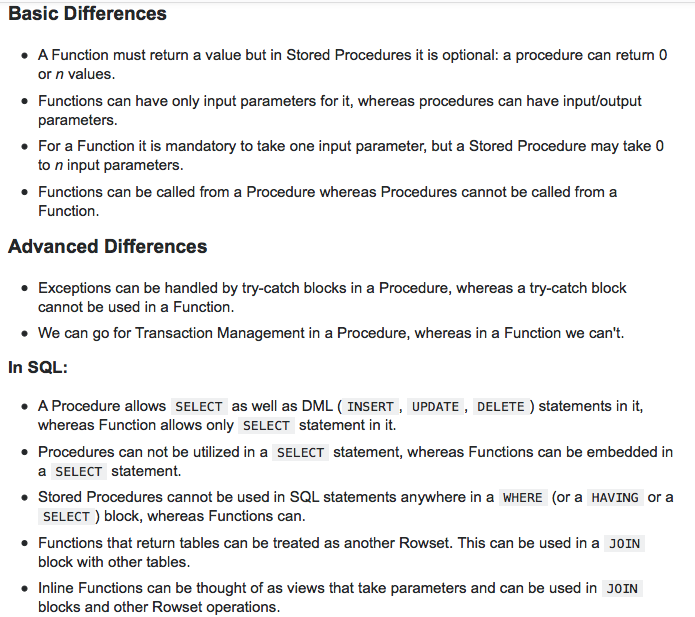 Basic Differences
• A Function must return a value but in Stored Procedures it is optional: a procedure can return 0
or n values.
• Functions can have only input parameters for it, whereas procedures can have input/output
parameters.
• For a Function it is mandatory to take one input parameter, but a Stored Procedure may take 0
to n input parameters.
• Functions can be called from a Procedure whereas Procedures cannot be called from a
Function.
Advanced Differences
• Exceptions can be handled by try-catch blocks in a Procedure, whereas a try-catch block
cannot be used in a Function.
• We can go for Transaction Management in a Procedure, whereas in a Function we can't.
In SQL:
• A Procedure allows SELECT as well as DML ( INSERT , UPDATE , DELETE ) statements in it,
whereas Function allows only SELECT statement in it.
• Procedures can not be utilized in a SELECT statement, whereas Functions can be embedded in
a SELECT statement.
• Stored Procedures cannot be used in SQL statements anywhere in a WHERE (or a HAVING or a
SELECT ) block, whereas Functions can.
• Functions that return tables can be treated as another Rowset. This can be used in a JOIN
block with other tables.
• Inline Functions can be thought of as views that take parameters and can be used in JOIN
blocks and other Rowset operations.